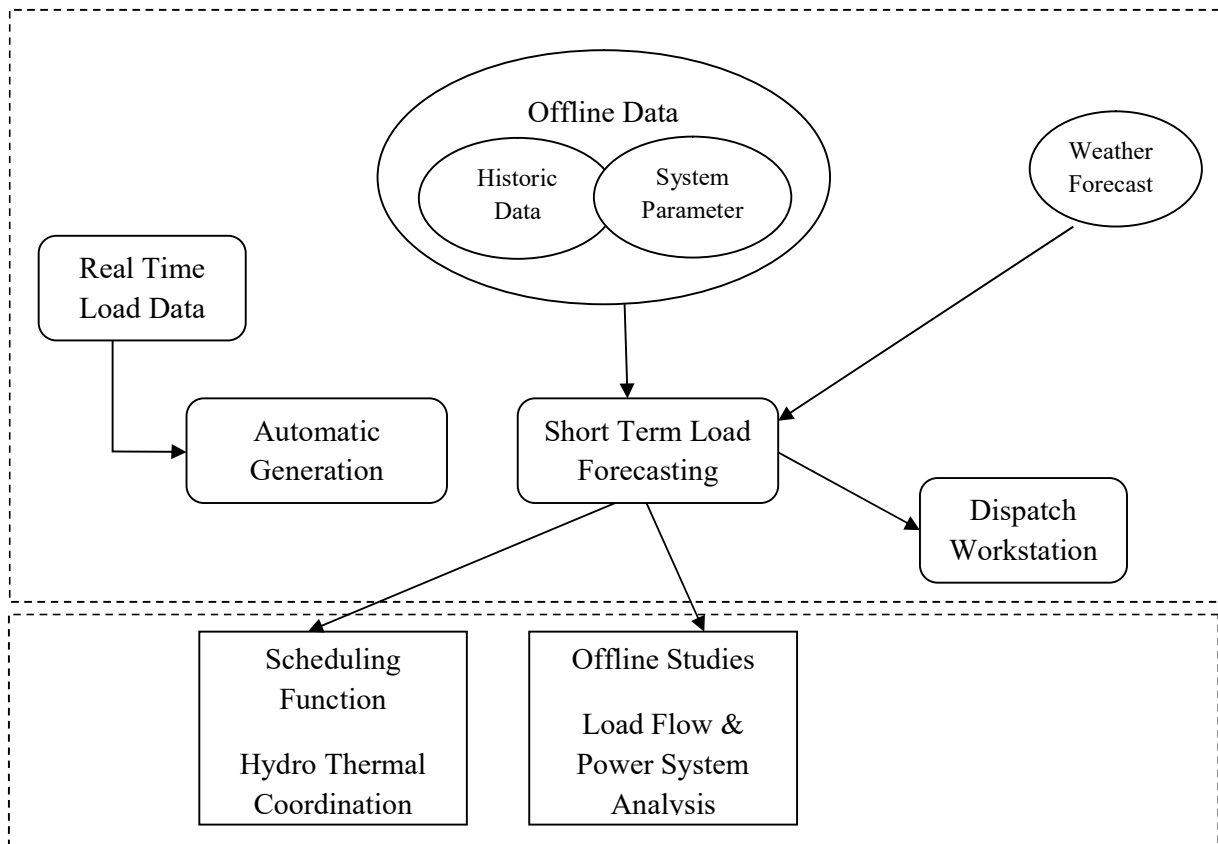 Offline Data
Historic
Data
System
Parameter
Weather
Forecast
Real Time
Load Data
Automatic
Generation
Short Term Load
Forecasting
Dispatch
Workstation
Scheduling
Function
Hydro Thermal
Coordination
Offline Studies
Load Flow &
Power System
Analysis